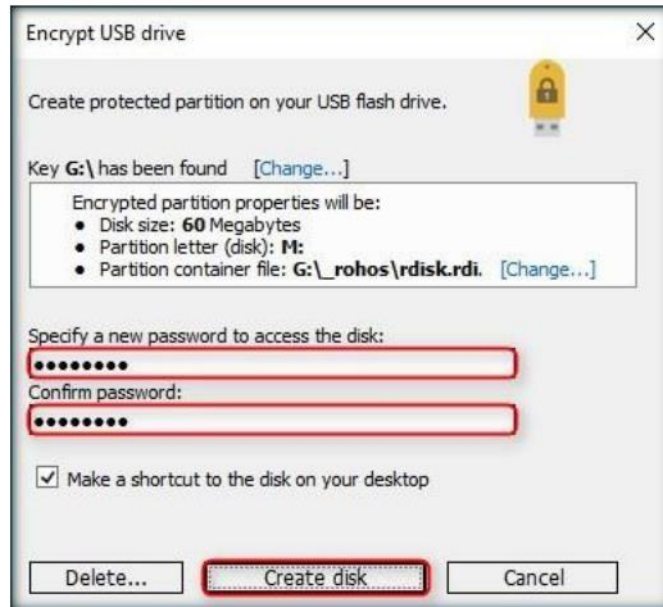 Encrypt USB drive
Create protected partition on your USB flash drive.
Key G:\ has been found [Change...]
Encrypted partition properties will be:
• Disk size: 60 Megabytes
• Partition letter (disk): M:
• Partition container file: G:\_rohos\rdisk.rdi. [Change...]
Specify a new password to access the disk:
••••••••
Confirm password:
••••••••
Make a shortcut to the disk on your desktop
Delete... Create disk Cancel